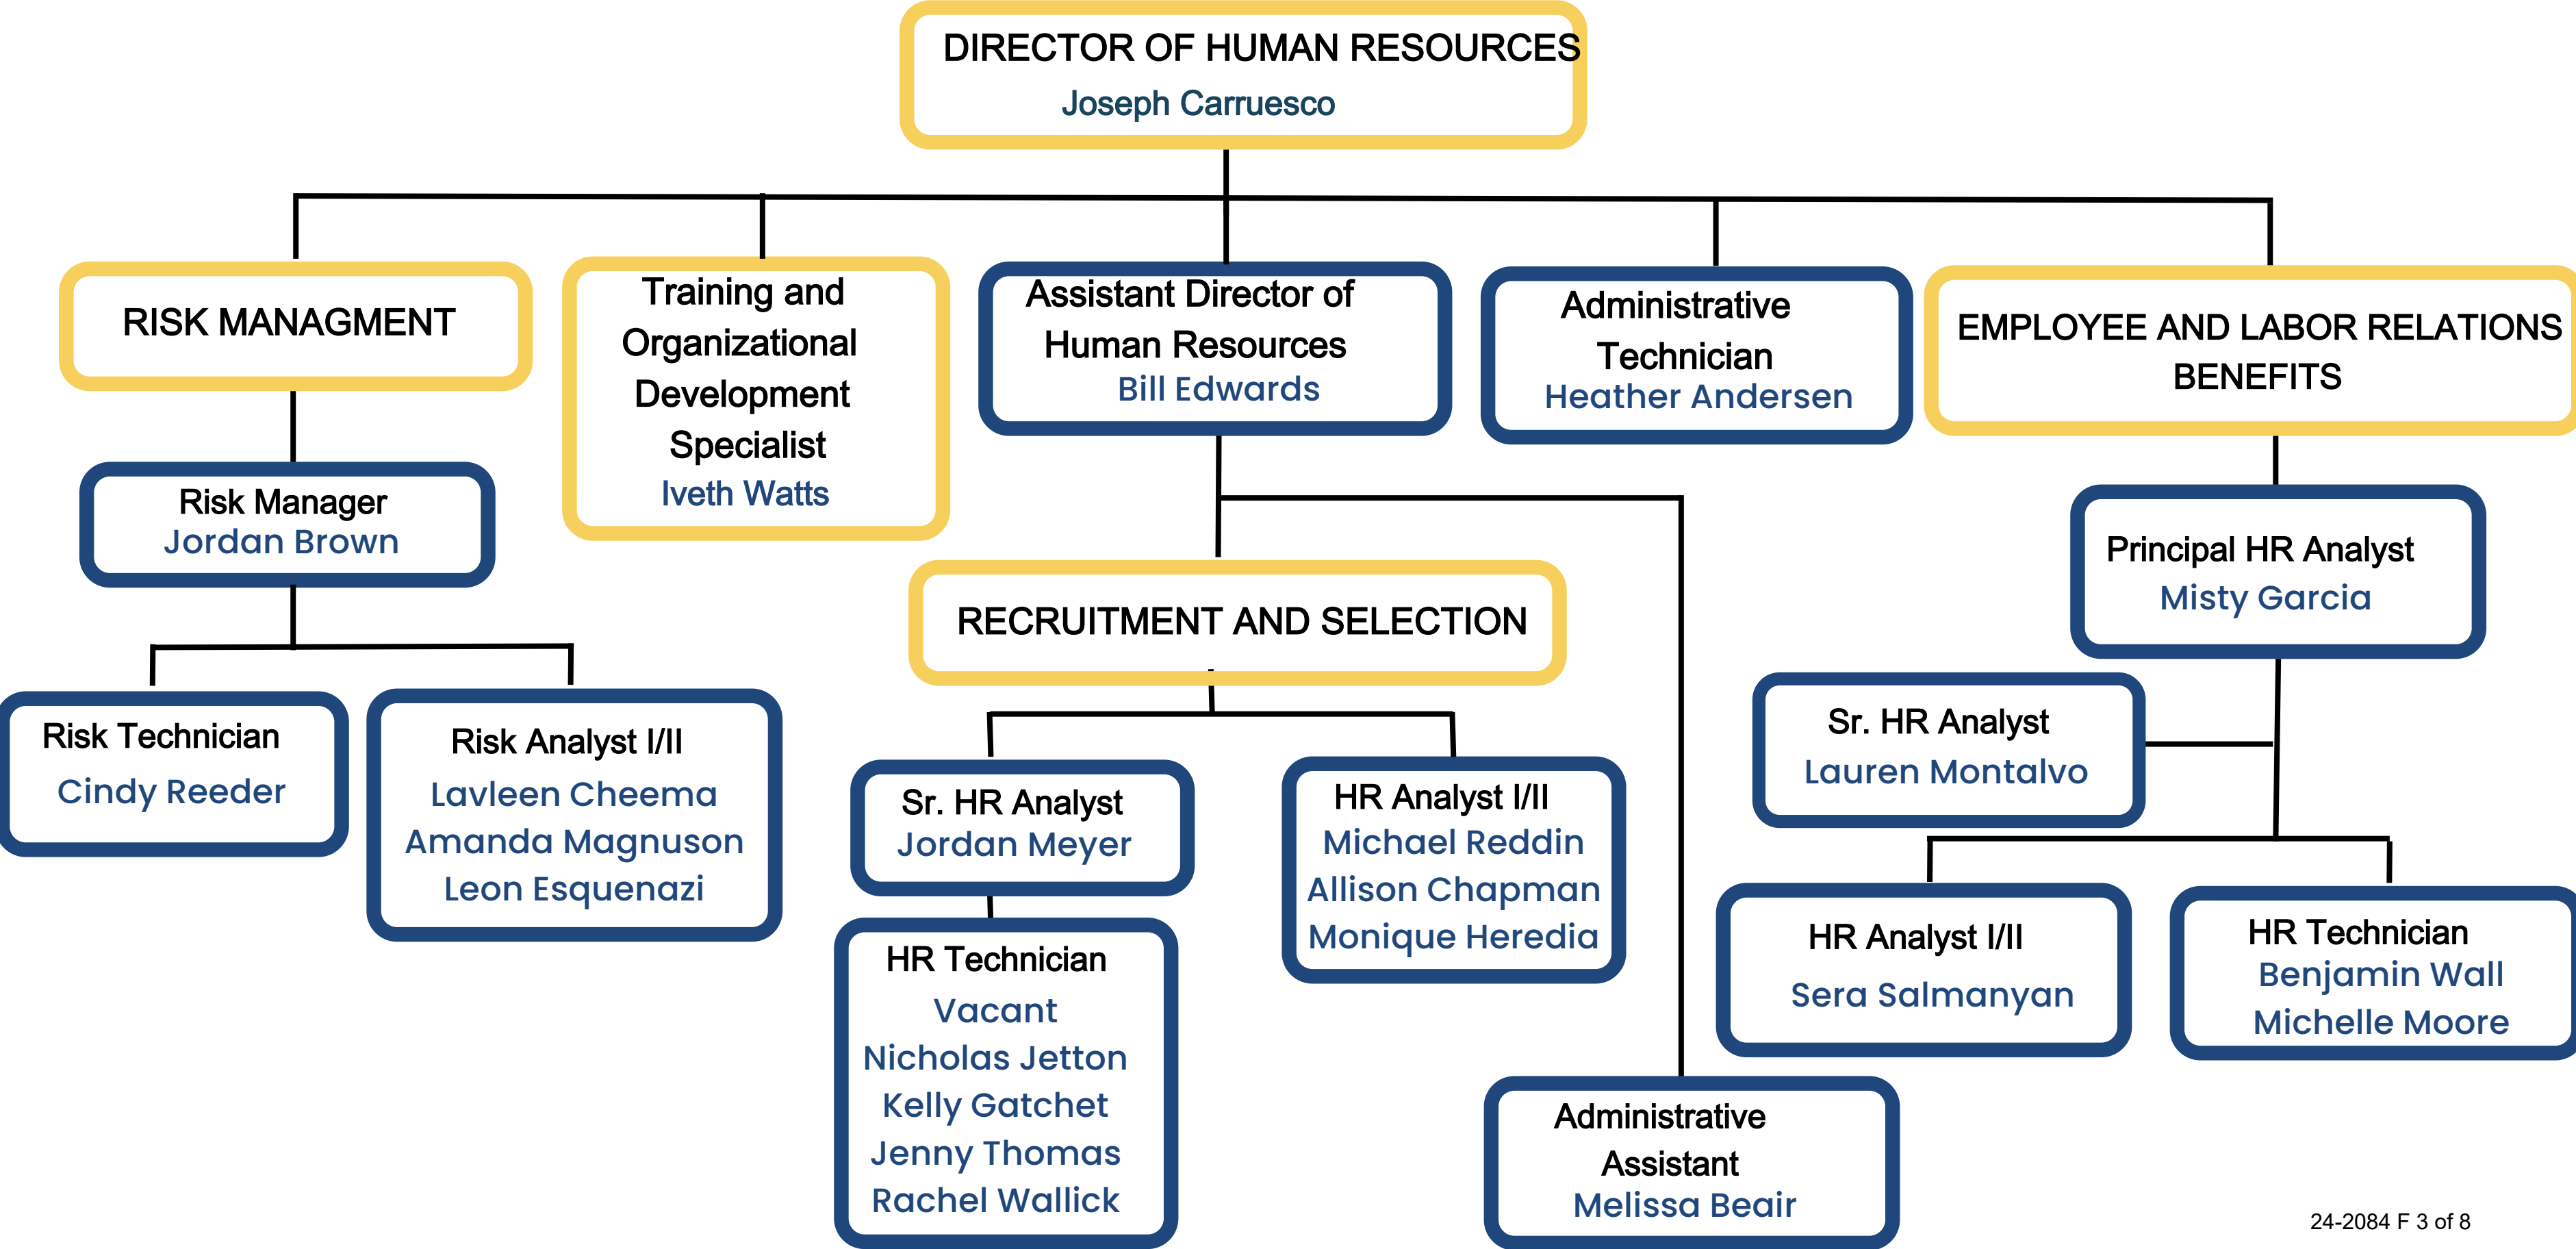 DIRECTOR OF HUMAN RESOURCES
Joseph Carruesco
RISK MANAGMENT
Training and
Organizational
Development
Specialist
Iveth Watts
Assistant Director of
Human Resources
Bill Edwards
Administrative
Technician
Heather Andersen
EMPLOYEE AND LABOR RELATIONS
BENEFITS
Risk Manager
Jordan Brown
Principal HR Analyst
Misty Garcia
RECRUITMENT AND SELECTION
Risk Technician
Cindy Reeder
Risk Analyst I/II
Lavleen Cheema
Amanda Magnuson
Leon Esquenazi
Sr. HR Analyst
Jordan Meyer
HR Analyst I/II
Michael Reddin
Allison Chapman
Monique Heredia
Sr. HR Analyst
Lauren Montalvo
HR Technician
Vacant
Nicholas Jetton
Kelly Gatchet
Jenny Thomas
Rachel Wallick
HR Analyst I/II
Sera Salmanyan
HR Technician
Benjamin Wall
Michelle Moore
Administrative
Assistant
Melissa Beair
24-2084 F 3 of 8